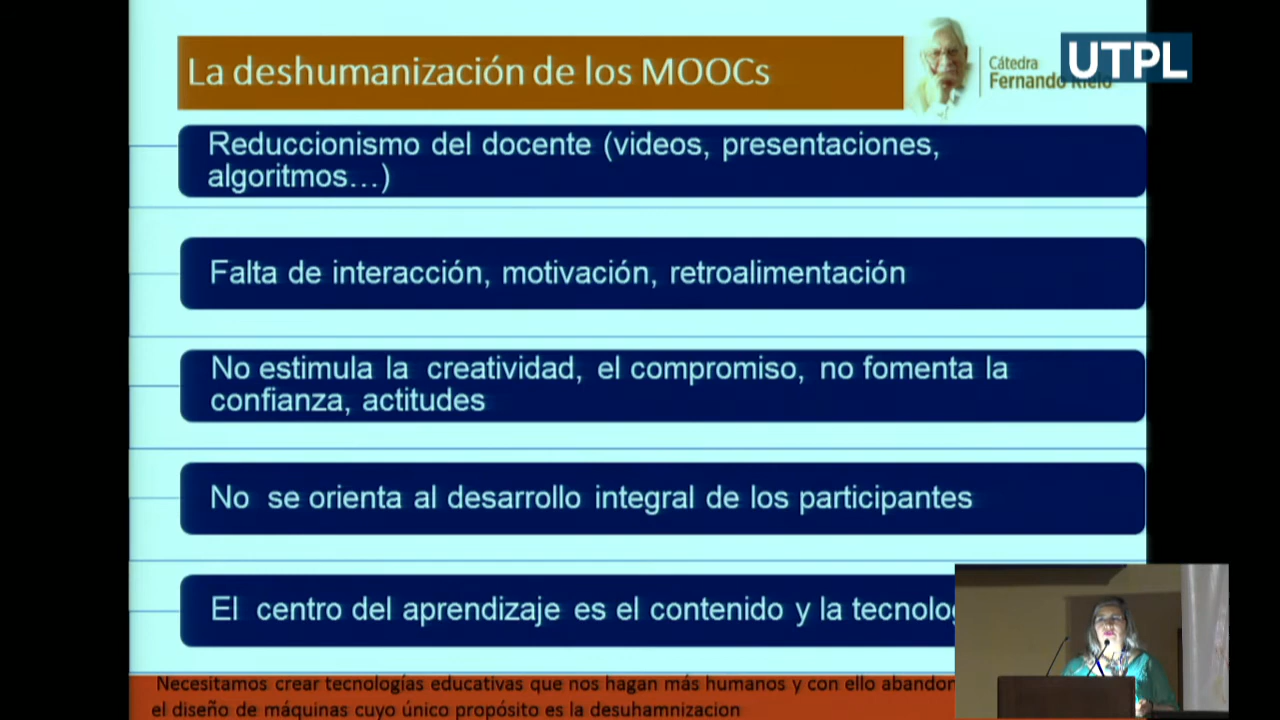 La deshumanización de los MOOCs
Cátedra
Fernando Rielo
UTPL
Reduccionismo del docente (videos, presentaciones,
algoritmos…)
Falta de interacción, motivación, retroalimentación
No estimula la creatividad, el compromiso, no fomenta la
confianza, actitudes
No se orienta al desarrollo integral de los participantes
El centro del aprendizaje es el contenido y la
Necesitamos crear tecnologías educativas que nos hagan más humanos y con ello
el diseño de máquinas cuyo único propósito es la desuhamnizacion